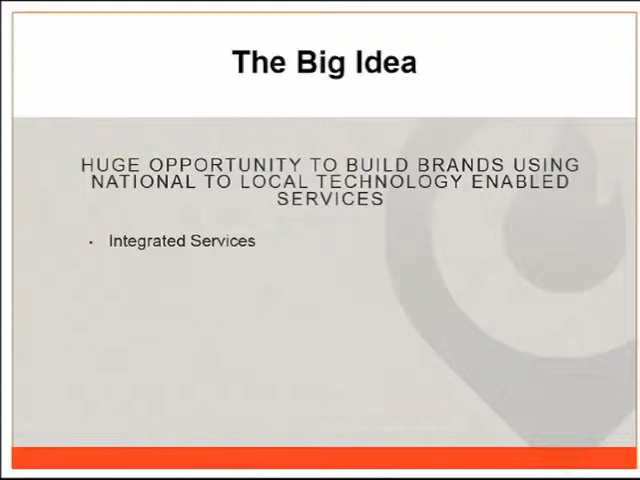 The Big Idea
HUGE OPPORTUNITY TO BUILD BRANDS USING
NATIONAL TO LOCAL TECHNOLOGY ENABLED
SERVICES
• Integrated Services